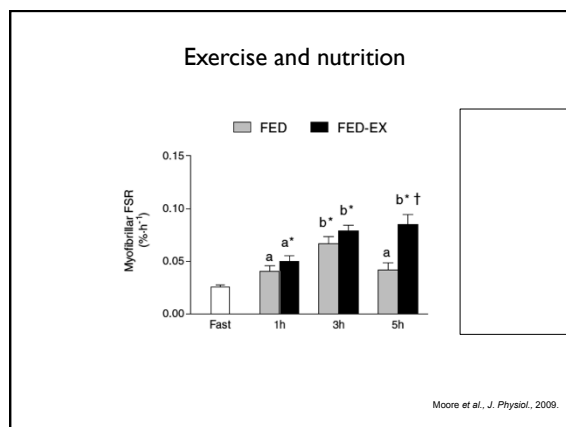 Exercise and nutrition
FED FED-EX
0.15
0.10
0.05
0.00
Myofibrillar FSR
(%·h⁻¹)
a a*
b* b*
a b* †
Fast 1h 3h 5h
Moore et al., J. Physiol., 2009.